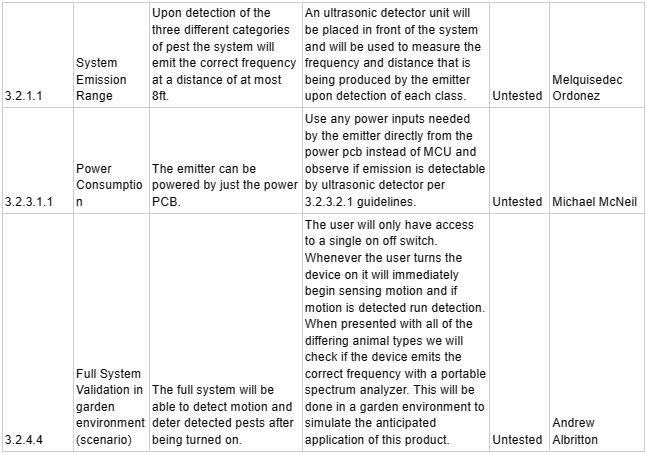 3.2.1.1
System
Emission
Range
Upon detection of the
three different categories
of pest the system will
emit the correct frequency
at a distance of at most
8ft.
An ultrasonic detector unit will
be placed in front of the system
and will be used to measure the
frequency and distance that is
being produced by the emitter
upon detection of each class.
Untested
Melquisedec
Ordonez
3.2.3.1.1
Power
Consumptio
n
The emitter can be
powered by just the power
PCB.
Use any power inputs needed
by the emitter directly from the
power pcb instead of MCU and
observe if emission is detectable
by ultrasonic detector per
3.2.3.2.1 guidelines.
Untested
Michael McNeil
3.2.4.4
Full System
Validation in
garden
environment
(scenario)
The full system will be
able to detect motion and
deter detected pests after
being turned on.
The user will only have access
to a single on off switch.
Whenever the user turns the
device on it will immediately
begin sensing motion and if
motion is detected run detection.
When presented with all of the
differing animal types we will
check if the device emits the
correct frequency with a portable
spectrum analyzer. This will be
done in a garden environment to
simulate the anticipated
application of this product.
Untested
Andrew
Albritton